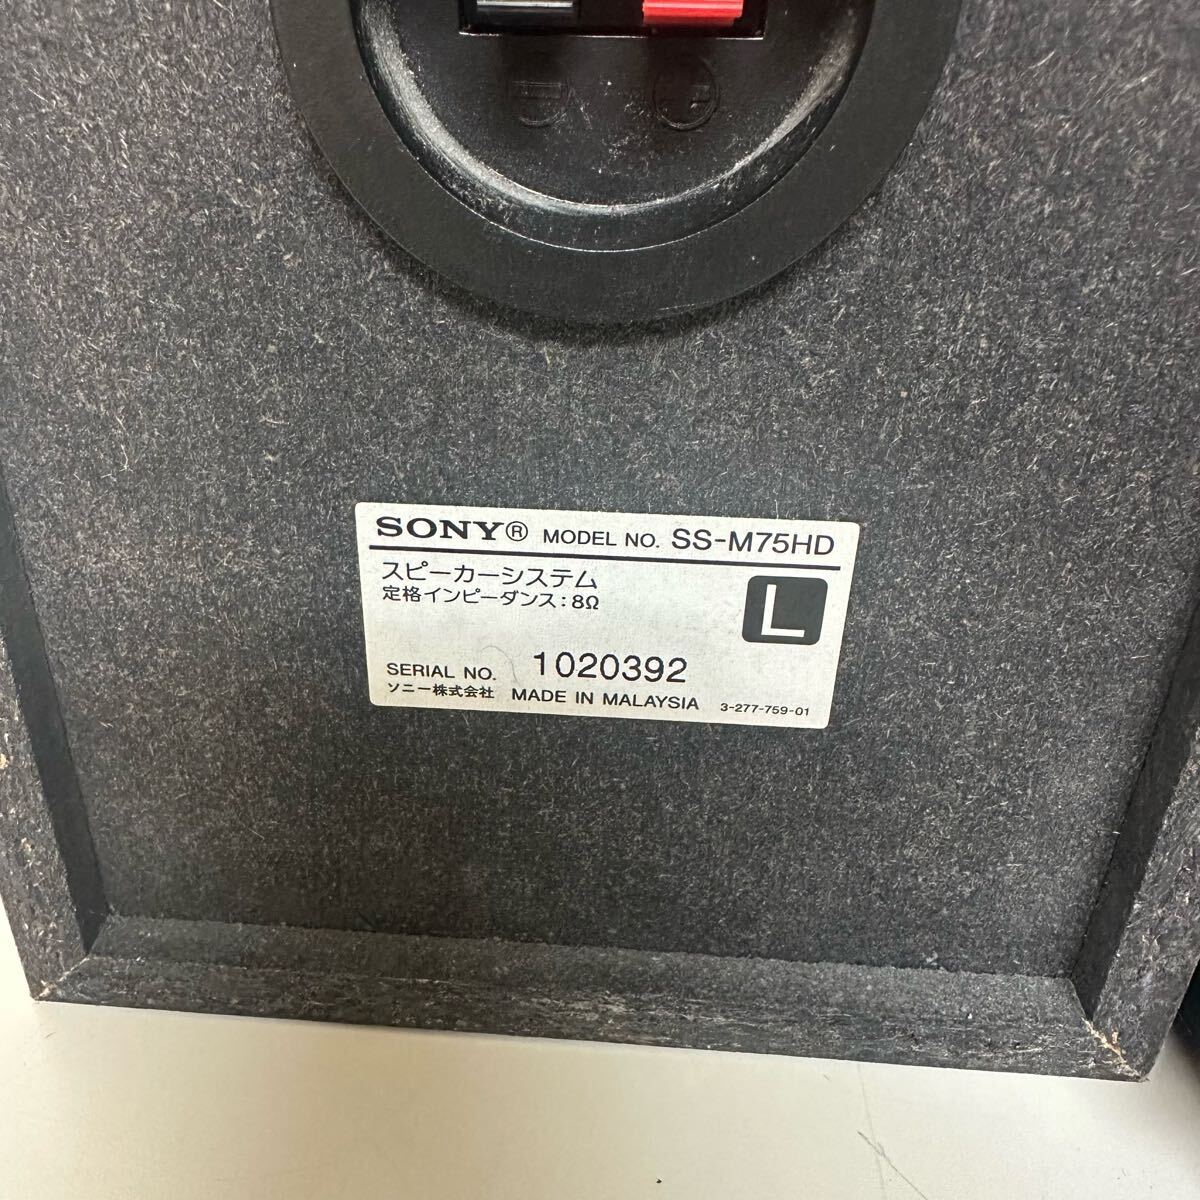 SONY® MODEL NO. SS-M75HD
スピーカーシステム
定格インピーダンス:8Ω
L
SERIAL NO. 1020392
ソニー株式会社 MADE IN MALAYSIA 3-277-759-01